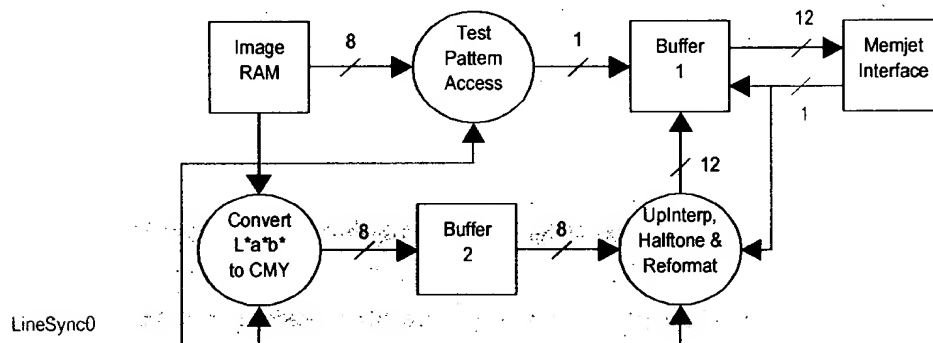 Image
RAM
8
Test
Pattern
Access
1
Buffer
1
12
Memjet
Interface
1
12
Convert
L*a*b*
to CMY
8
Buffer
2
8
UpInterp,
Halftone &
Reformat
LineSync0